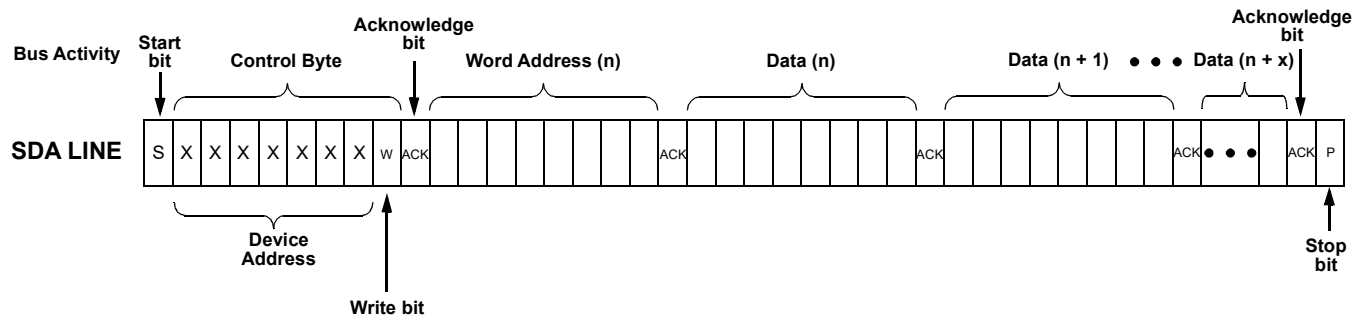 Bus Activity
Start
bit
Control Byte
Acknowledge
bit
Word Address (n)
Data (n)
Data (n + 1) • • • Data (n + x)
Acknowledge
bit
SDA LINE
S X X X X X X X W ACK ACK ACK ACK • • • ACK P
Device
Address
Write bit
Stop
bit